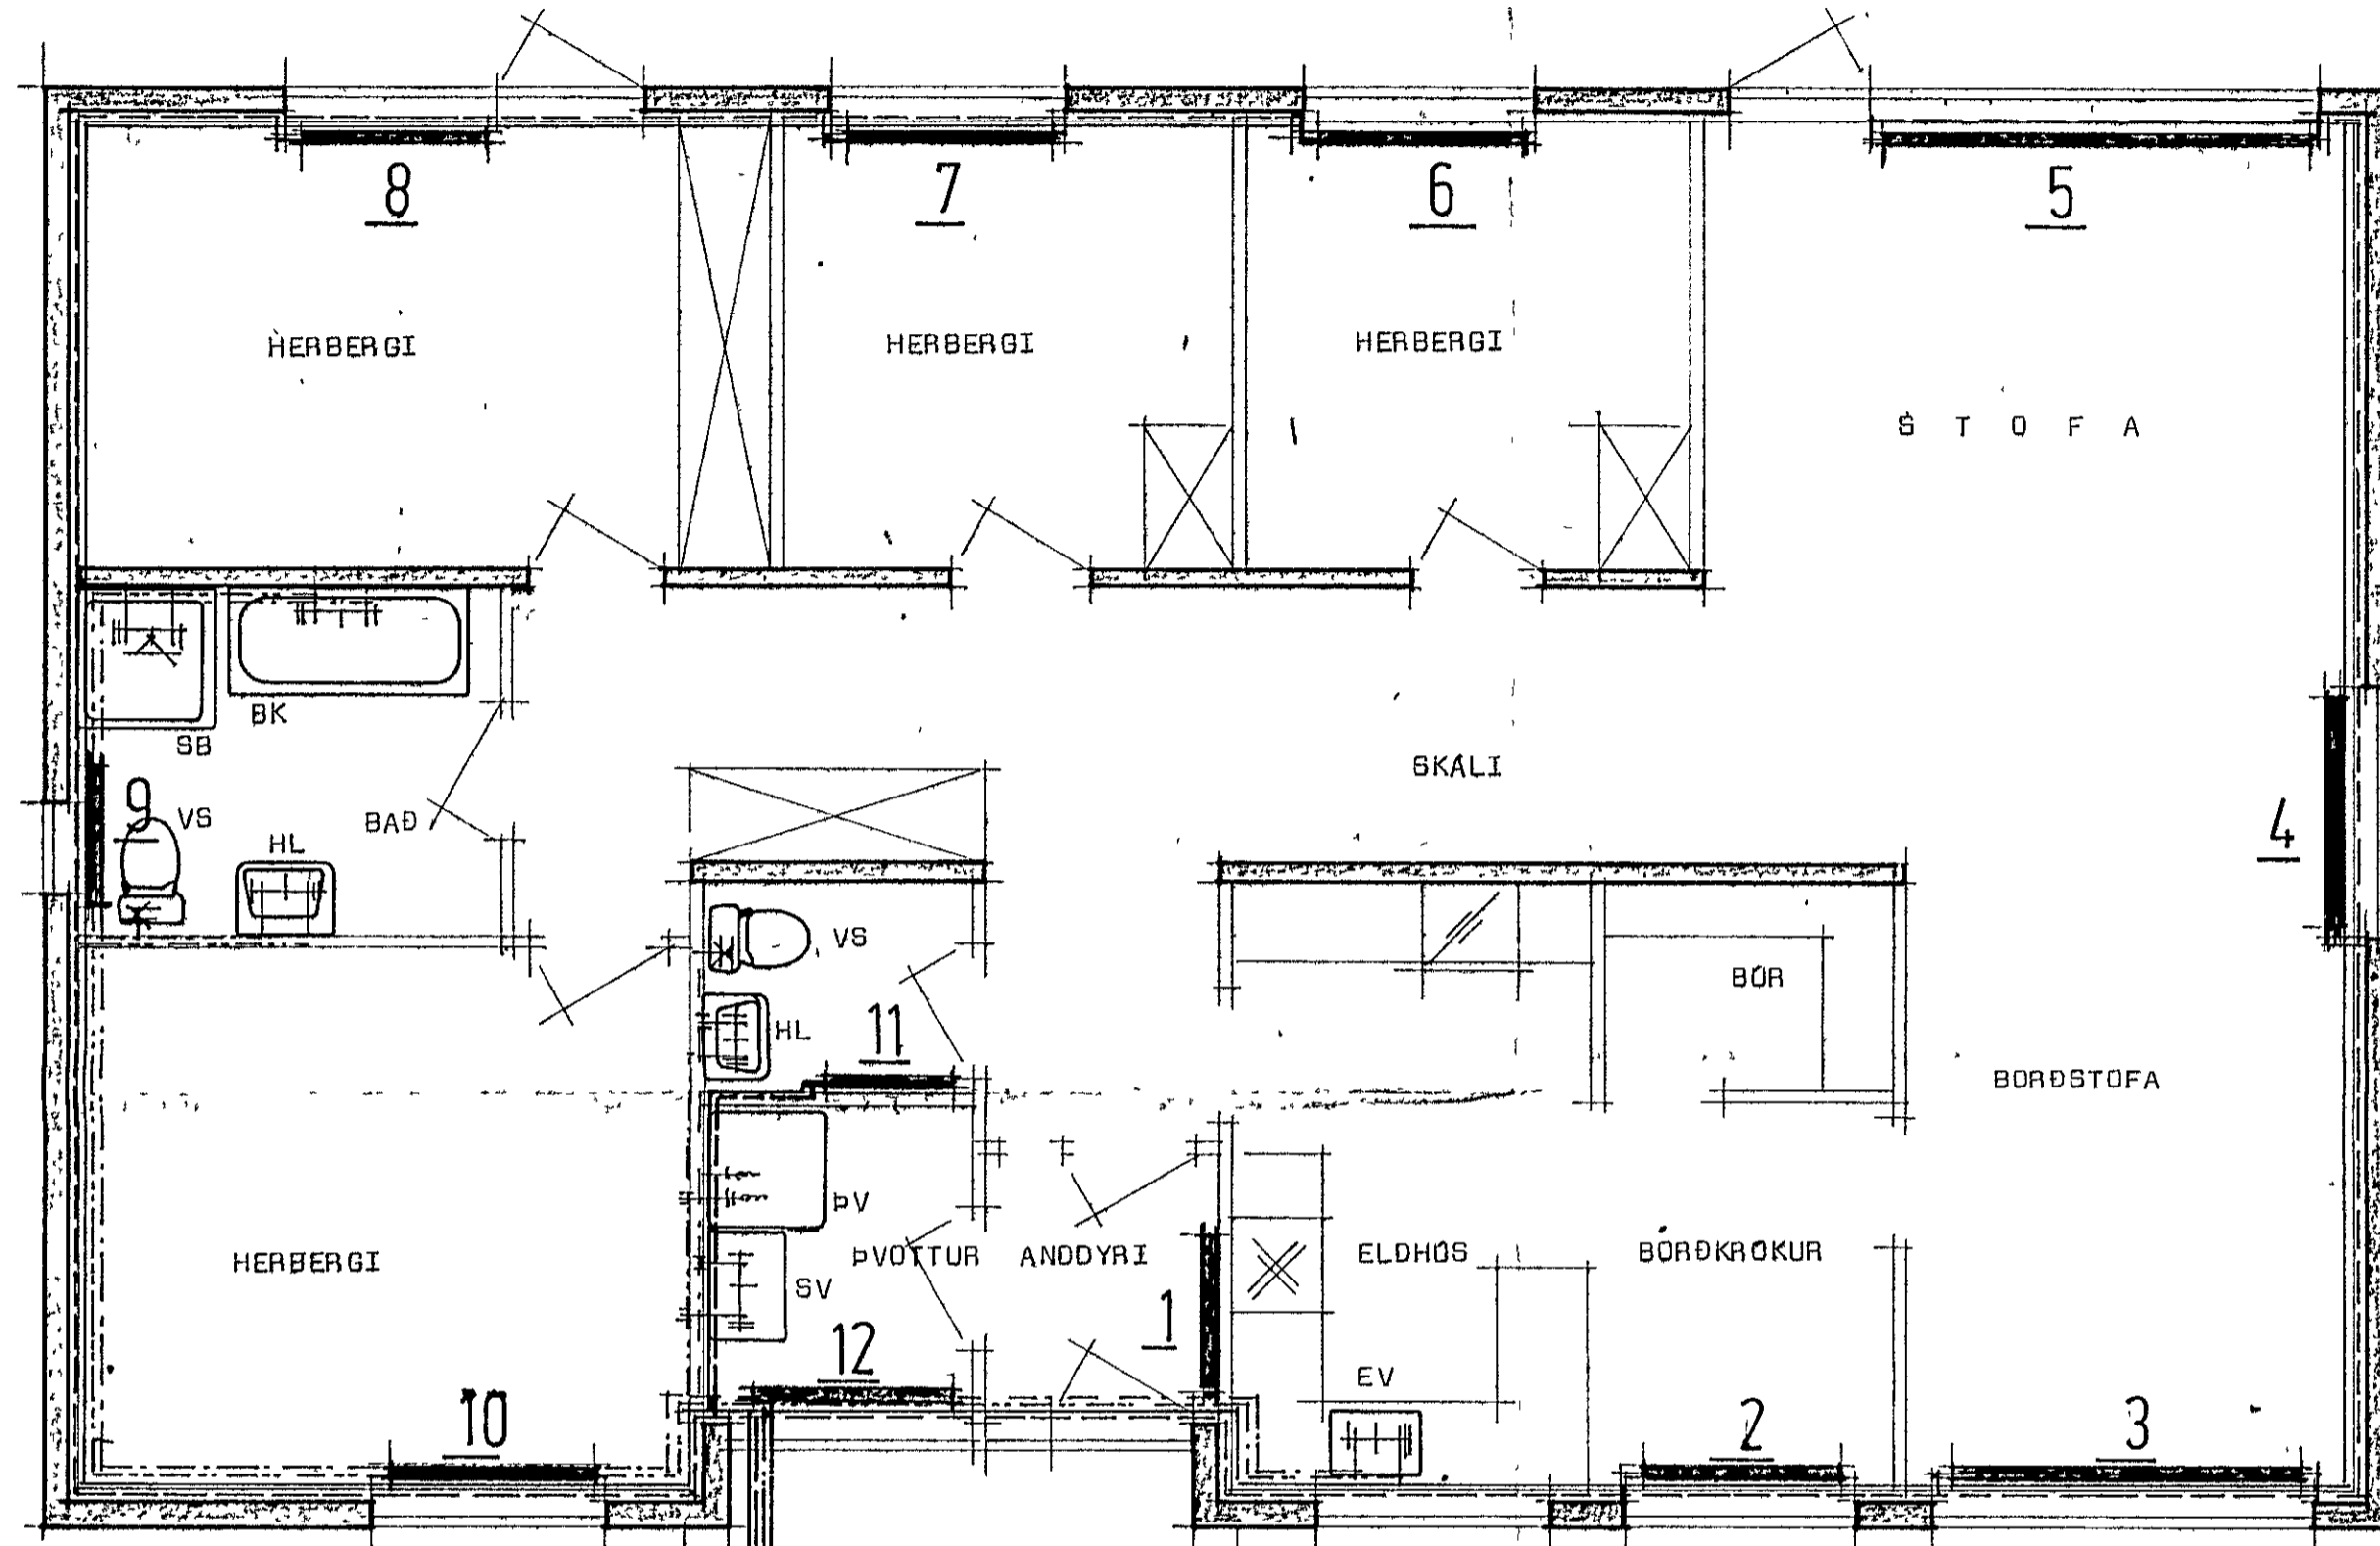 8
7
6
5
HERBERGI
HERBERGI
HERBERGI
STOFA
BK
SB
9
VS
BAÐ
HL
SKÁLI
4
VS
BÚR
11
HL
BORÐSTOFA
ÞV
HERBERGI
ÞVOTTUR
ANDDYRI
ELDHÚS
BORÐKRÓKUR
SV
1
12
EV
10
2
3